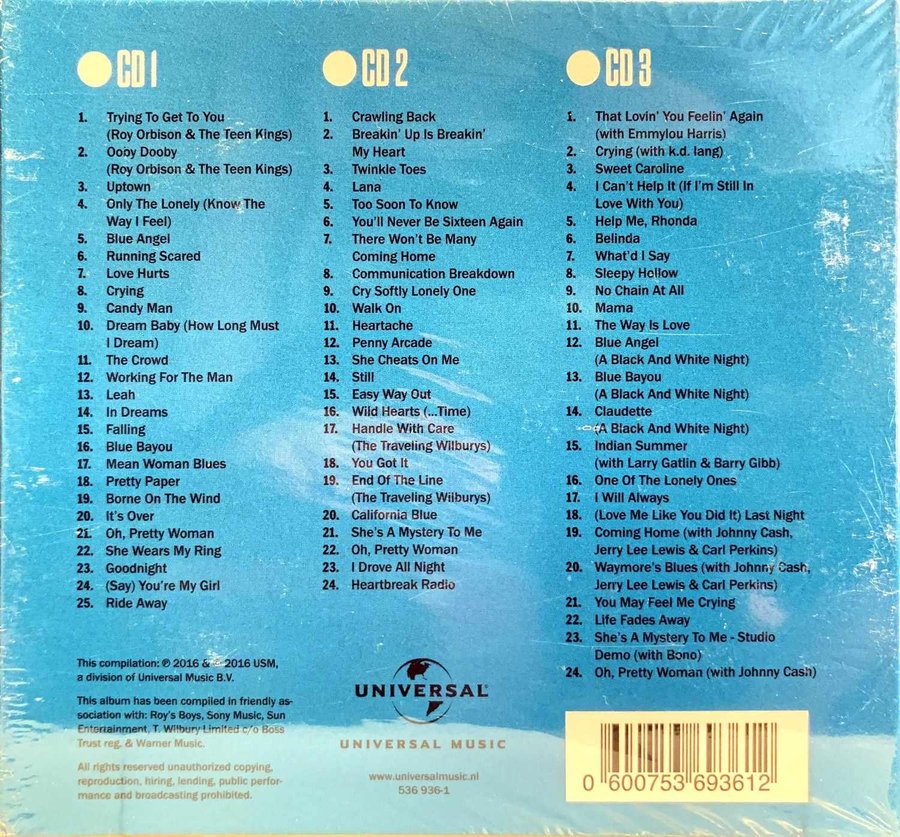 CD 1
1. Trying To Get To You
(Roy Orbison & The Teen Kings)
2. Ooby Dooby
(Roy Orbison & The Teen Kings)
3. Uptown
4. Only The Lonely (Know The
Way I Feel)
5. Blue Angel
6. Running Scared
7. Love Hurts
8. Crying
9. Candy Man
10. Dream Baby (How Long Must
I Dream)
11. The Crowd
12. Working For The Man
13. Leah
14. In Dreams
15. Falling
16. Blue Bayou
17. Mean Woman Blues
18. Pretty Paper
19. Borne On The Wind
20. It's Over
21. Oh, Pretty Woman
22. She Wears My Ring
23. Goodnight
24. (Say) You're My Girl
25. Ride Away
CD 2
1. Crawling Back
2. Breakin' Up Is Breakin'
My Heart
3. Twinkle Toes
4. Lana
5. Too Soon To Know
6. You'll Never Be Sixteen Again
7. There Won't Be Many
Coming Home
8. Communication Breakdown
9. Cry Softly Lonely One
10. Walk On
11. Heartache
12. Penny Arcade
13. She Cheats On Me
14. Still
15. Easy Way Out
16. Wild Hearts (...Time)
17. Handle With Care
(The Traveling Wilburys)
18. You Got It
19. End Of The Line
(The Traveling Wilburys)
20. California Blue
21. She's A Mystery To Me
22. Oh, Pretty Woman
23. I Drove All Night
24. Heartbreak Radio
CD 3
1. That Lovin' You Feelin' Again
(with Emmylou Harris)
2. Crying (with k.d. lang)
3. Sweet Caroline
4. I Can't Help It (If I'm Still In
Love With You)
5. Help Me, Rhonda
6. Belinda
7. What'd I Say
8. Sleepy Hollow
9. No Chain At All
10. Mama
11. The Way Is Love
12. Blue Angel
(A Black And White Night)
13. Blue Bayou
(A Black And White Night)
14. Claudette
(A Black And White Night)
15. Indian Summer
(with Larry Gatlin & Barry Gibb)
16. One Of The Lonely Ones
17. I Will Always
18. (Love Me Like You Did It) Last Night
19. Coming Home (with Johnny Cash,
Jerry Lee Lewis & Carl Perkins)
20. Waymore's Blues (with Johnny Cash,
Jerry Lee Lewis & Carl Perkins)
21. You May Feel Me Crying
22. Life Fades Away
23. She's A Mystery To Me - Studio
Demo (with Bono)
24. Oh, Pretty Woman (with Johnny Cash)
This compilation: ℗ 2016 & © 2016 USM,
a division of Universal Music B.V.
This album has been compiled in friendly as-
sociation with: Roy's Boys, Sony Music, Sun
Entertainment, T. Wilbury Limited c/o Boss
Trust reg. & Warner Music.
All rights reserved unauthorized copying,
reproduction, hiring, lending, public perfor-
mance and broadcasting prohibited.
UNIVERSAL
UNIVERSAL MUSIC
www.universalmusic.nl
536 936-1
0 600753 693612